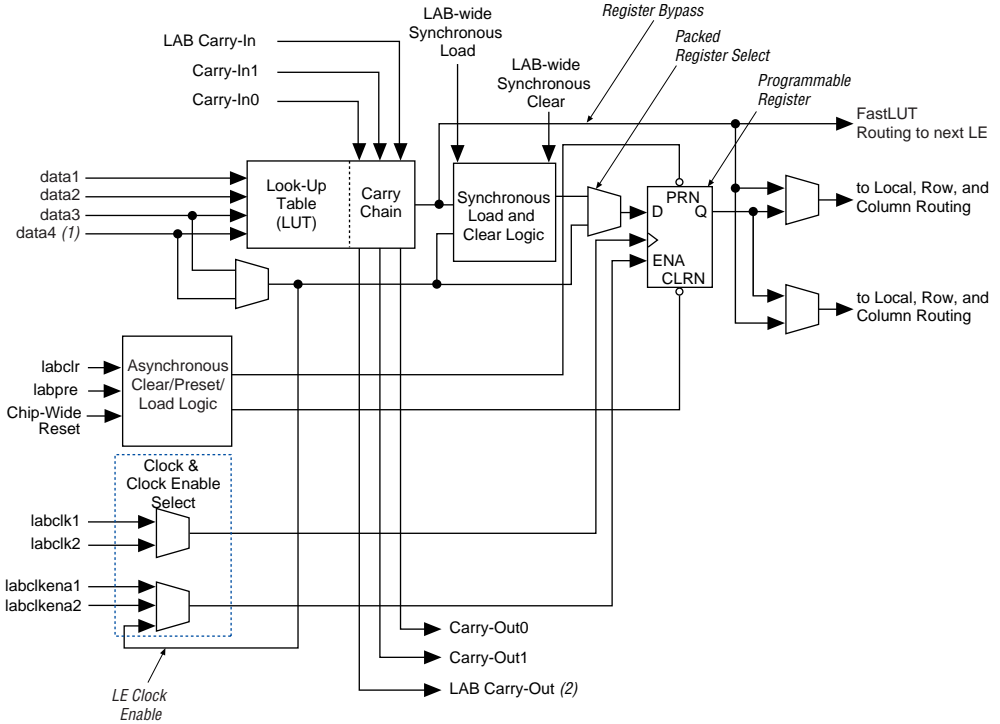 Register Bypass
LAB-wide
Synchronous
Load
Packed
Register Select
LAB Carry-In
Carry-In1
Carry-In0
LAB-wide
Synchronous
Clear
Programmable
Register
FastLUT
Routing to next LE
data1
data2
data3
data4 (1)
Look-Up
Table
(LUT)
Carry
Chain
Synchronous
Load and
Clear Logic
PRN
D
Q
ENA
CLRN
to Local, Row, and
Column Routing
to Local, Row, and
Column Routing
labclr
labpre
Chip-Wide
Reset
Asynchronous
Clear/Preset/
Load Logic
Clock &
Clock Enable
Select
labclk1
labclk2
labclkena1
labclkena2
Carry-Out0
Carry-Out1
LAB Carry-Out (2)
LE Clock
Enable